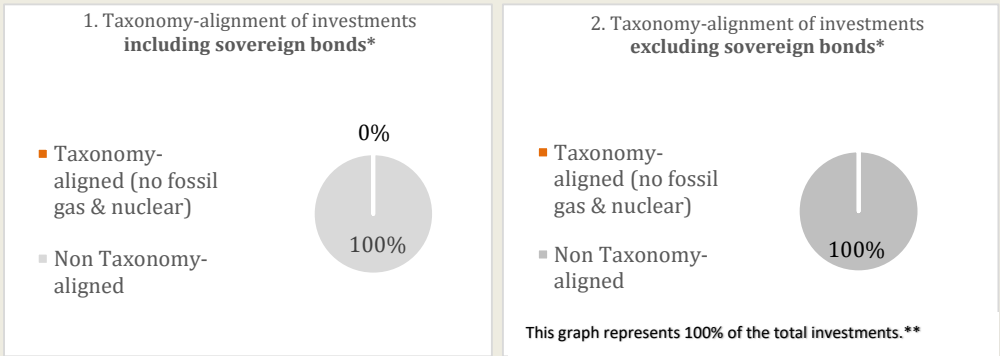 1. Taxonomy-alignment of investments
including sovereign bonds*
0%
Taxonomy-
aligned (no fossil
gas & nuclear)
100%
Non Taxonomy-
aligned
2. Taxonomy-alignment of investments
excluding sovereign bonds*
Taxonomy-
aligned (no fossil
gas & nuclear)
100%
Non Taxonomy-
aligned
This graph represents 100% of the total investments.**